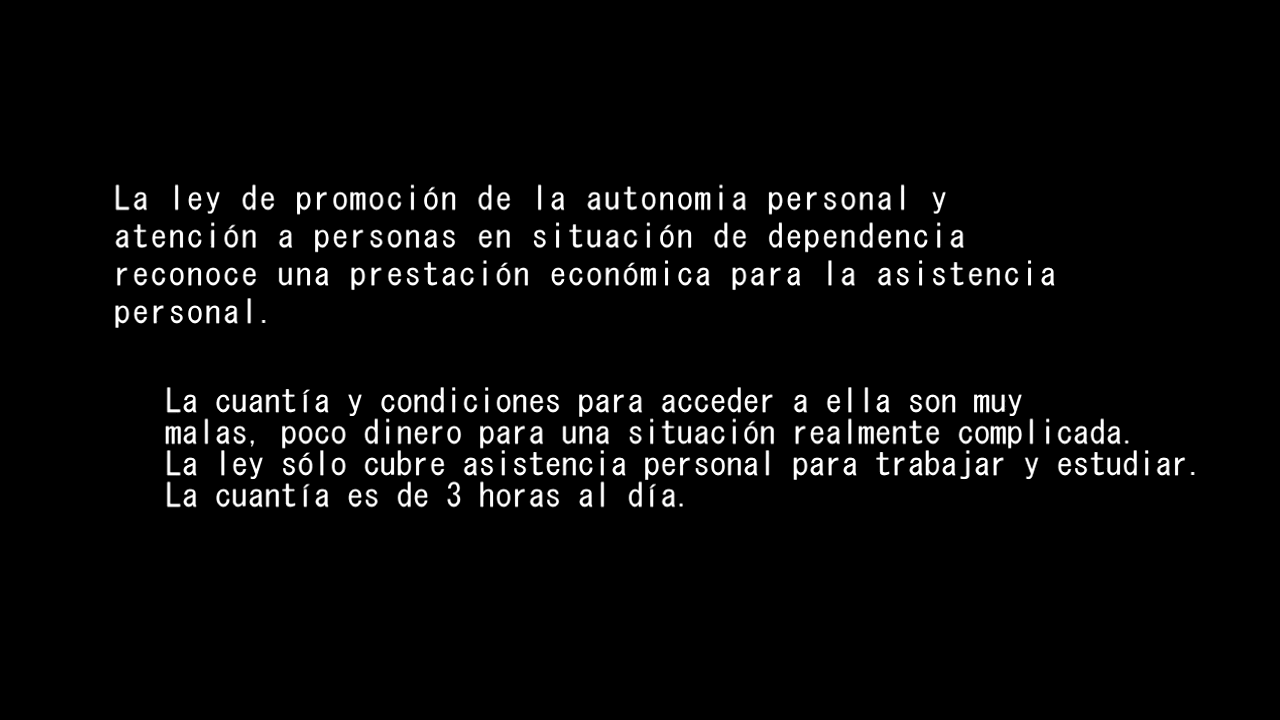 La ley de promoción de la autonomia personal y
atención a personas en situación de dependencia
reconoce una prestación económica para la asistencia
personal.
La cuantía y condiciones para acceder a ella son muy
malas, poco dinero para una situación realmente complicada.
La ley sólo cubre asistencia personal para trabajar y estudiar.
La cuantía es de 3 horas al día.